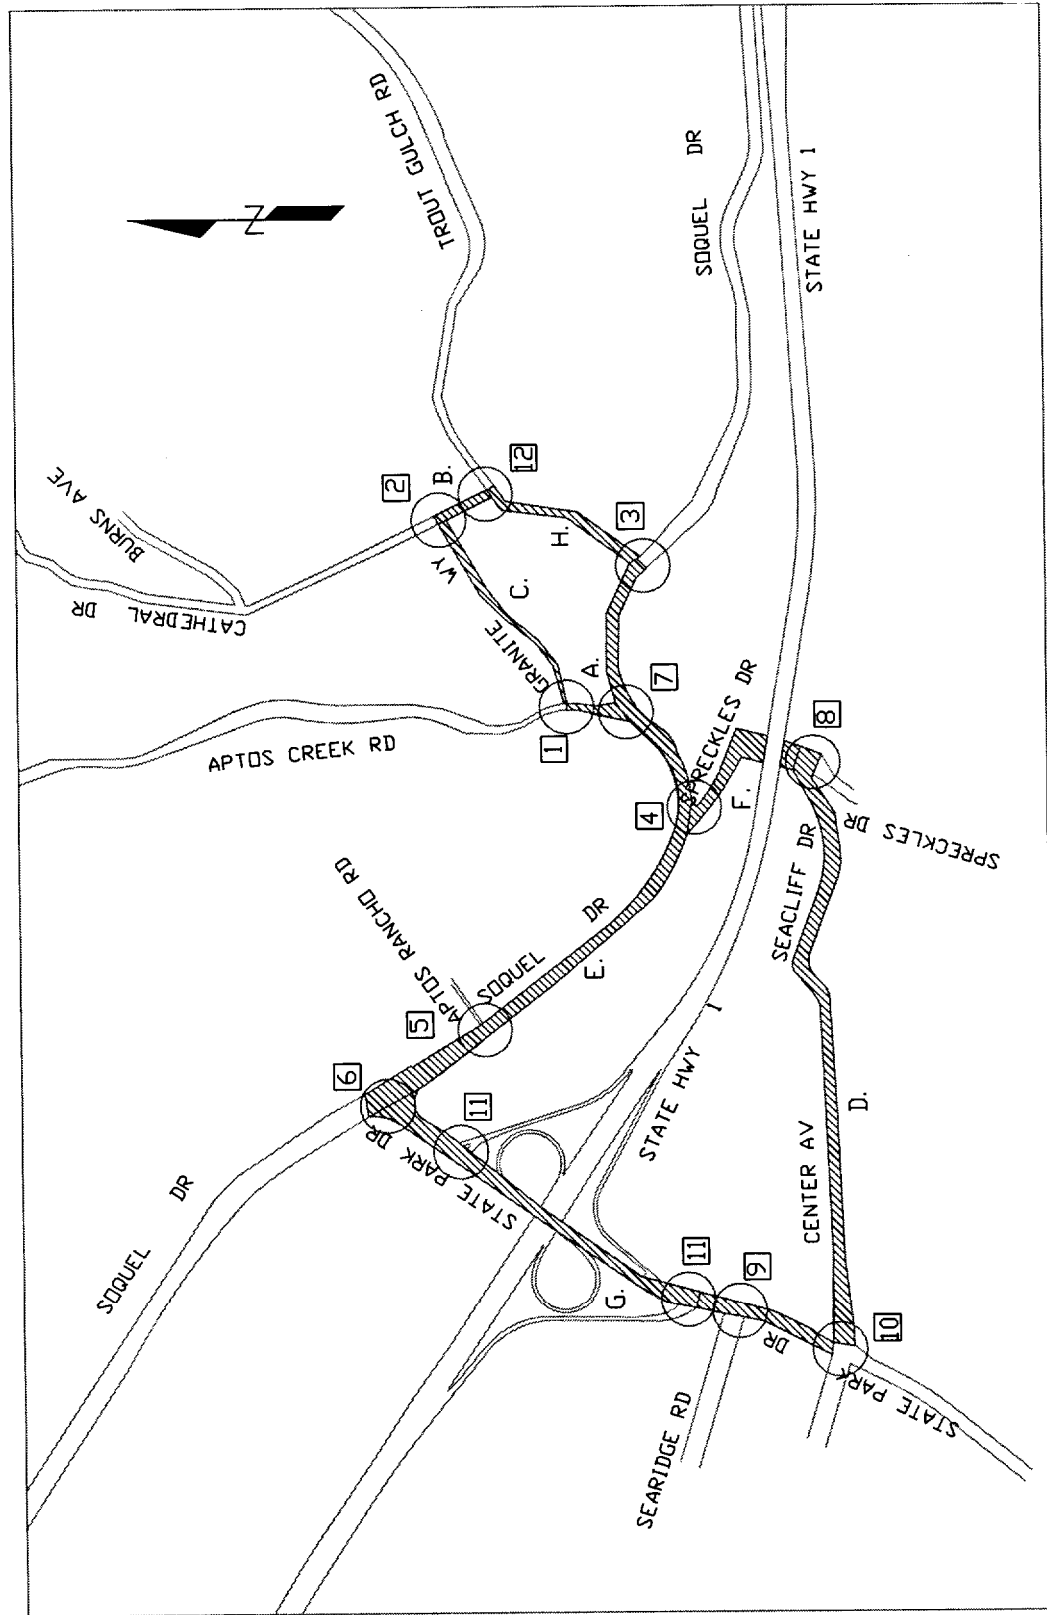 TROUT GULCH RD
SOQUEL DR
STATE HWY 1
N
BURNS AVE
CATHEDRAL DR
2
B.
12
WY
C.
H.
3
GRANITE
A.
1
7
APTOS CREEK RD
SPRECKLES DR
4
F.
8
SPRECKLES DR
SEACLIFF DR
APTOS RANCHO RD
SOQUEL DR
E.
5
6
11
STATE PARK DR
STATE HWY 1
D.
CENTER AV
SOQUEL DR
G.
11
9
DR
10
STATE PARK
SEARIDGE RD